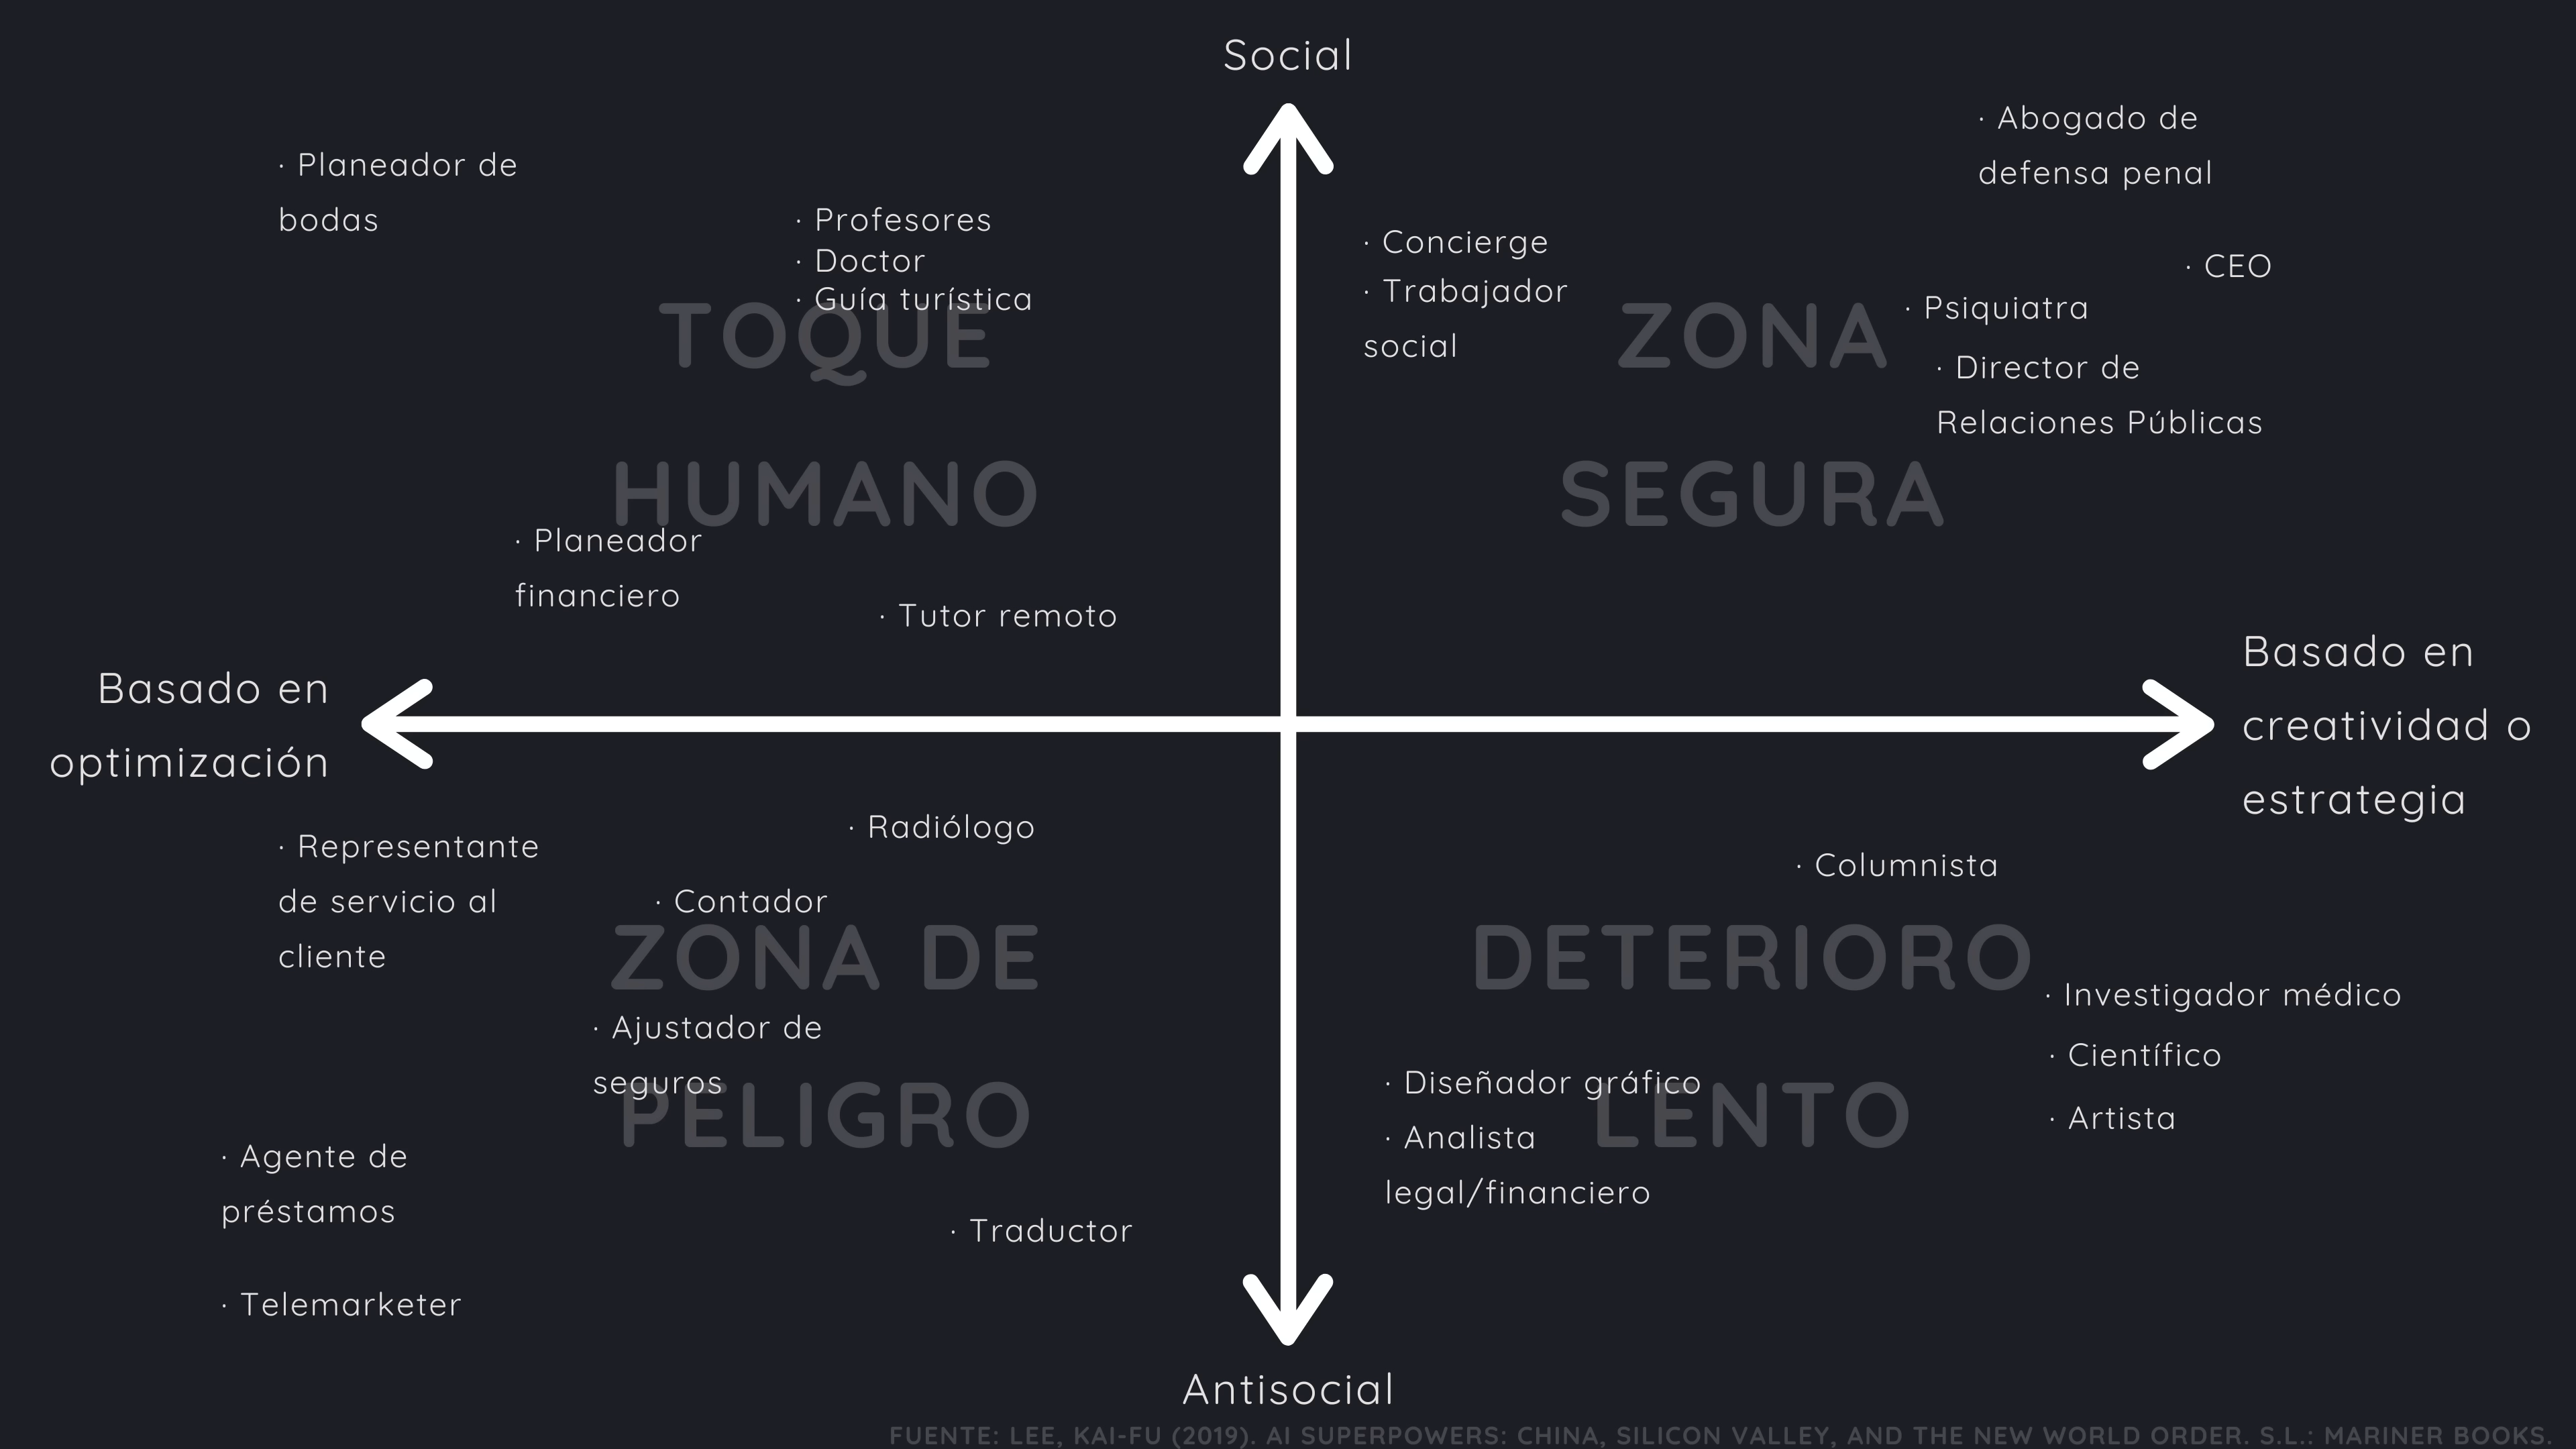 Social
· Planeador de
bodas
· Profesores
· Doctor
· Guía turística
TOQUE
HUMANO
· Planeador
financiero
· Tutor remoto
· Concierge
· Trabajador
social
ZONA
SEGURA
· Abogado de
defensa penal
· CEO
· Psiquiatra
· Director de
Relaciones Públicas
Basado en
optimización
Basado en
creatividad o
estrategia
· Representante
de servicio al
cliente
· Radiólogo
· Contador
ZONA DE
PELIGRO
· Ajustador de
seguros
· Agente de
préstamos
· Traductor
· Telemarketer
· Columnista
DETERIORO
LENTO
· Investigador médico
· Científico
· Artista
· Diseñador gráfico
· Analista
legal/financiero
Antisocial
FUENTE: LEE, KAI-FU (2019). AI SUPERPOWERS: CHINA, SILICON VALLEY, AND THE NEW WORLD ORDER. S.L.: MARINER BOOKS.